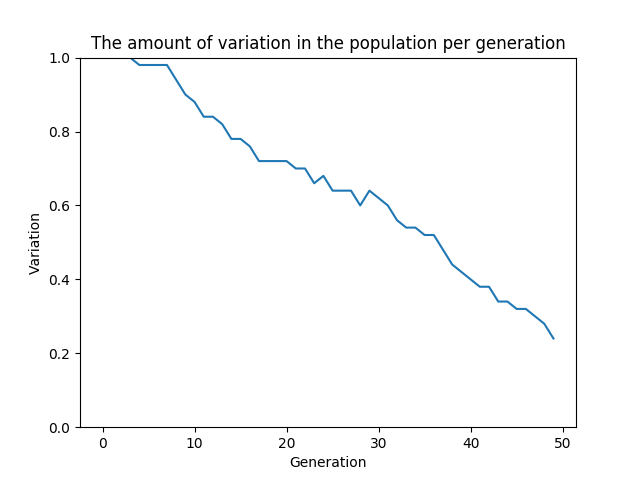 The amount of variation in the population per generation
1.0
0.8
0.6
0.4
0.2
0.0
Variation
0 10 20 30 40 50
Generation